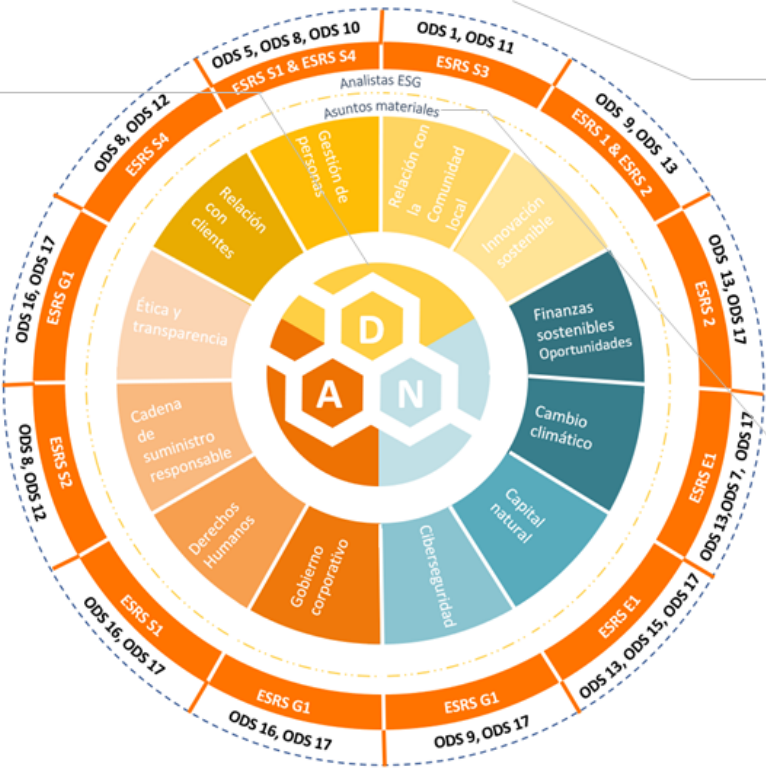 ODS 5, ODS 8, ODS 10
ODS 1, ODS 11
ODS 9, ODS 13
ODS 13, ODS 17
ODS 13,ODS 7, ODS 17
ODS 13, ODS 15, ODS 17
ODS 9, ODS 17
ODS 16, ODS 17
ODS 16, ODS 17
ODS 8, ODS 12
ODS 16, ODS 17
ODS 8, ODS 12
ESRS S1 & ESRS S4
ESRS S3
ESRS 1 & ESRS 2
ESRS 2
ESRS E1
ESRS E1
ESRS G1
ESRS G1
ESRS S1
ESRS S2
ESRS G1
ESRS S4
Analistas ESG
Asuntos materiales
Gestión de
personas
Relación con
la
Comunidad
local
Innovación
sostenible
Finanzas
sostenibles
Oportunidades
Cambio
climático
Capital
natural
Ciberseguridad
Gobierno
corporativo
Derechos
Humanos
Cadena
de
suministro
responsable
Ética y
transparencia
Relación
con
clientes
D
A
N